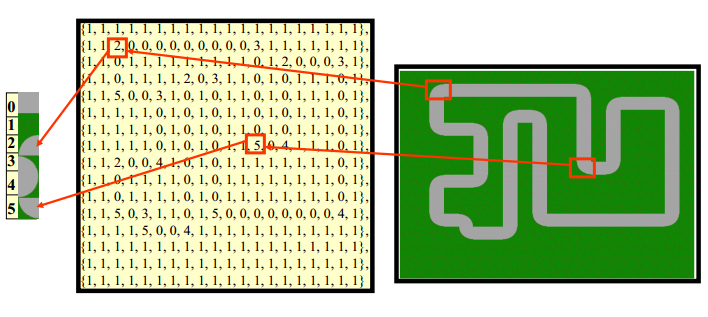 0
1
2
3
4
5
{1, 1, 1, 1, 1, 1, 1, 1, 1, 1, 1, 1, 1, 1, 1, 1, 1, 1, 1, 1},
{1, 1, 2, 0, 0, 0, 0, 0, 0, 0, 0, 0, 3, 1, 1, 1, 1, 1, 1, 1},
{1, 1, 0, 1, 1, 1, 1, 1, 1, 1, 1, 1, 0, 1, 2, 0, 0, 0, 3, 1},
{1, 1, 0, 1, 1, 1, 1, 2, 0, 3, 1, 1, 0, 1, 0, 1, 1, 1, 0, 1},
{1, 1, 5, 0, 0, 3, 1, 0, 1, 0, 1, 1, 0, 1, 0, 1, 1, 1, 0, 1},
{1, 1, 1, 1, 1, 0, 1, 0, 1, 0, 1, 1, 0, 1, 0, 1, 1, 1, 0, 1},
{1, 1, 1, 1, 1, 0, 1, 0, 1, 0, 1, 1, 0, 1, 0, 1, 1, 1, 0, 1},
{1, 1, 1, 1, 1, 0, 1, 0, 1, 0, 1, 1, 5, 0, 4, 1, 1, 1, 0, 1},
{1, 1, 2, 0, 0, 4, 1, 0, 1, 0, 1, 1, 1, 1, 1, 1, 1, 1, 0, 1},
{1, 1, 0, 1, 1, 1, 1, 0, 1, 0, 1, 1, 1, 1, 1, 1, 1, 1, 0, 1},
{1, 1, 0, 1, 1, 1, 1, 0, 1, 0, 1, 1, 1, 1, 1, 1, 1, 1, 0, 1},
{1, 1, 5, 0, 3, 1, 1, 0, 1, 5, 0, 0, 0, 0, 0, 0, 0, 0, 4, 1},
{1, 1, 1, 1, 5, 0, 0, 4, 1, 1, 1, 1, 1, 1, 1, 1, 1, 1, 1, 1},
{1, 1, 1, 1, 1, 1, 1, 1, 1, 1, 1, 1, 1, 1, 1, 1, 1, 1, 1, 1},
{1, 1, 1, 1, 1, 1, 1, 1, 1, 1, 1, 1, 1, 1, 1, 1, 1, 1, 1, 1},
{1, 1, 1, 1, 1, 1, 1, 1, 1, 1, 1, 1, 1, 1, 1, 1, 1, 1, 1, 1}